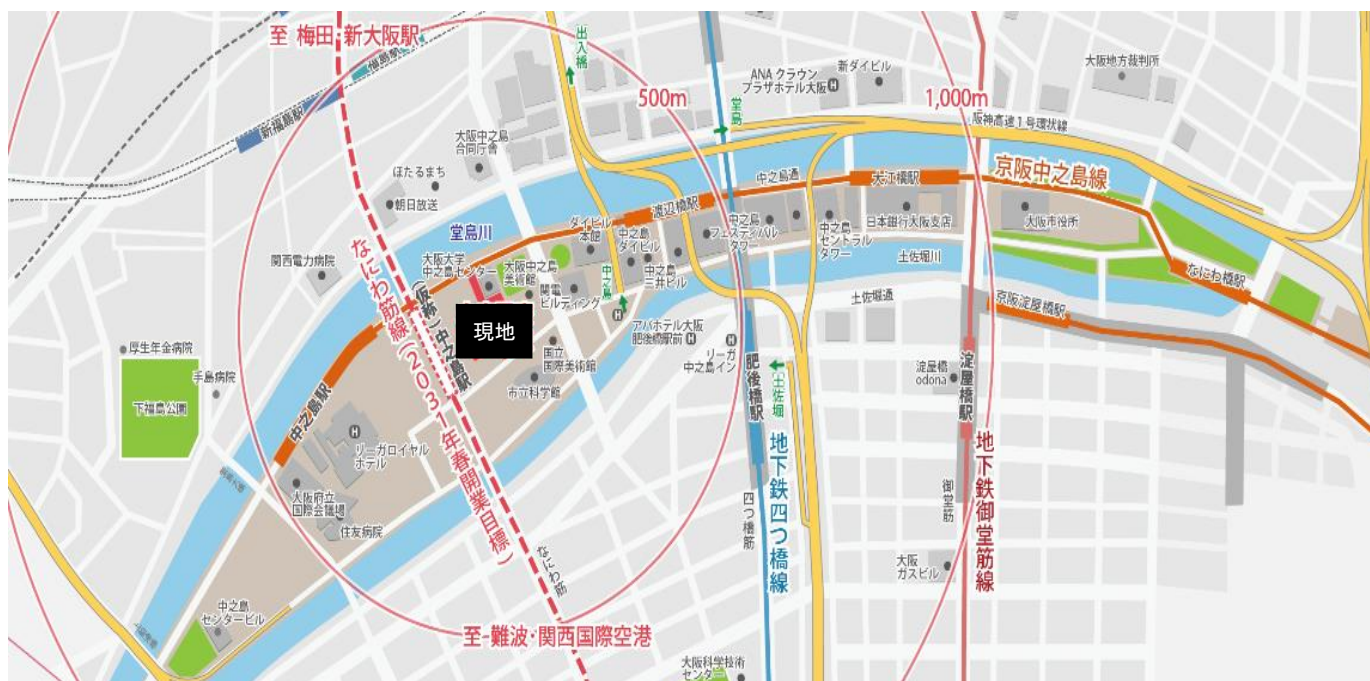 至 梅田・新大阪駅
福島駅
新福島駅
出入橋
500m
ANA クラウン
プラザホテル大阪
新ダイビル
大阪地方裁判所
1,000m
阪神高速1号環状線
堂島
大阪中之島
合同庁舎
ほたるまち
朝日放送
堂島川
関西電力病院
大阪大学
中之島センター
大阪中之島
美術館
ダイビル
本館
中之島
ダイビル
関電
ビルディング
中之島
中之島
三井ビル
渡辺橋駅
中之島
フェスティバル
タワー
中之島通
中之島
セントラル
タワー
大江橋駅
日本銀行大阪支店
京阪中之島線
大阪市役所
なにわ橋駅
土佐堀川
土佐堀通
京阪淀屋橋駅
現地
(仮称)中之島駅
なにわ筋線(2031年春開業目標)
国立
国際美術館
市立科学館
アパホテル大阪
肥後橋駅前
リーガ
中之島イン
土佐堀
肥後橋駅
淀屋橋
odona
淀屋橋駅
厚生年金病院
手島病院
下福島公園
中之島駅
リーガロイヤル
ホテル
大阪府立
国際会議場
住友病院
中之島
センタービル
なにわ筋
至-難波・関西国際空港
四つ橋筋
地下鉄四つ橋線
御堂筋
地下鉄御堂筋線
大阪
ガスビル
大阪科学技術
センター